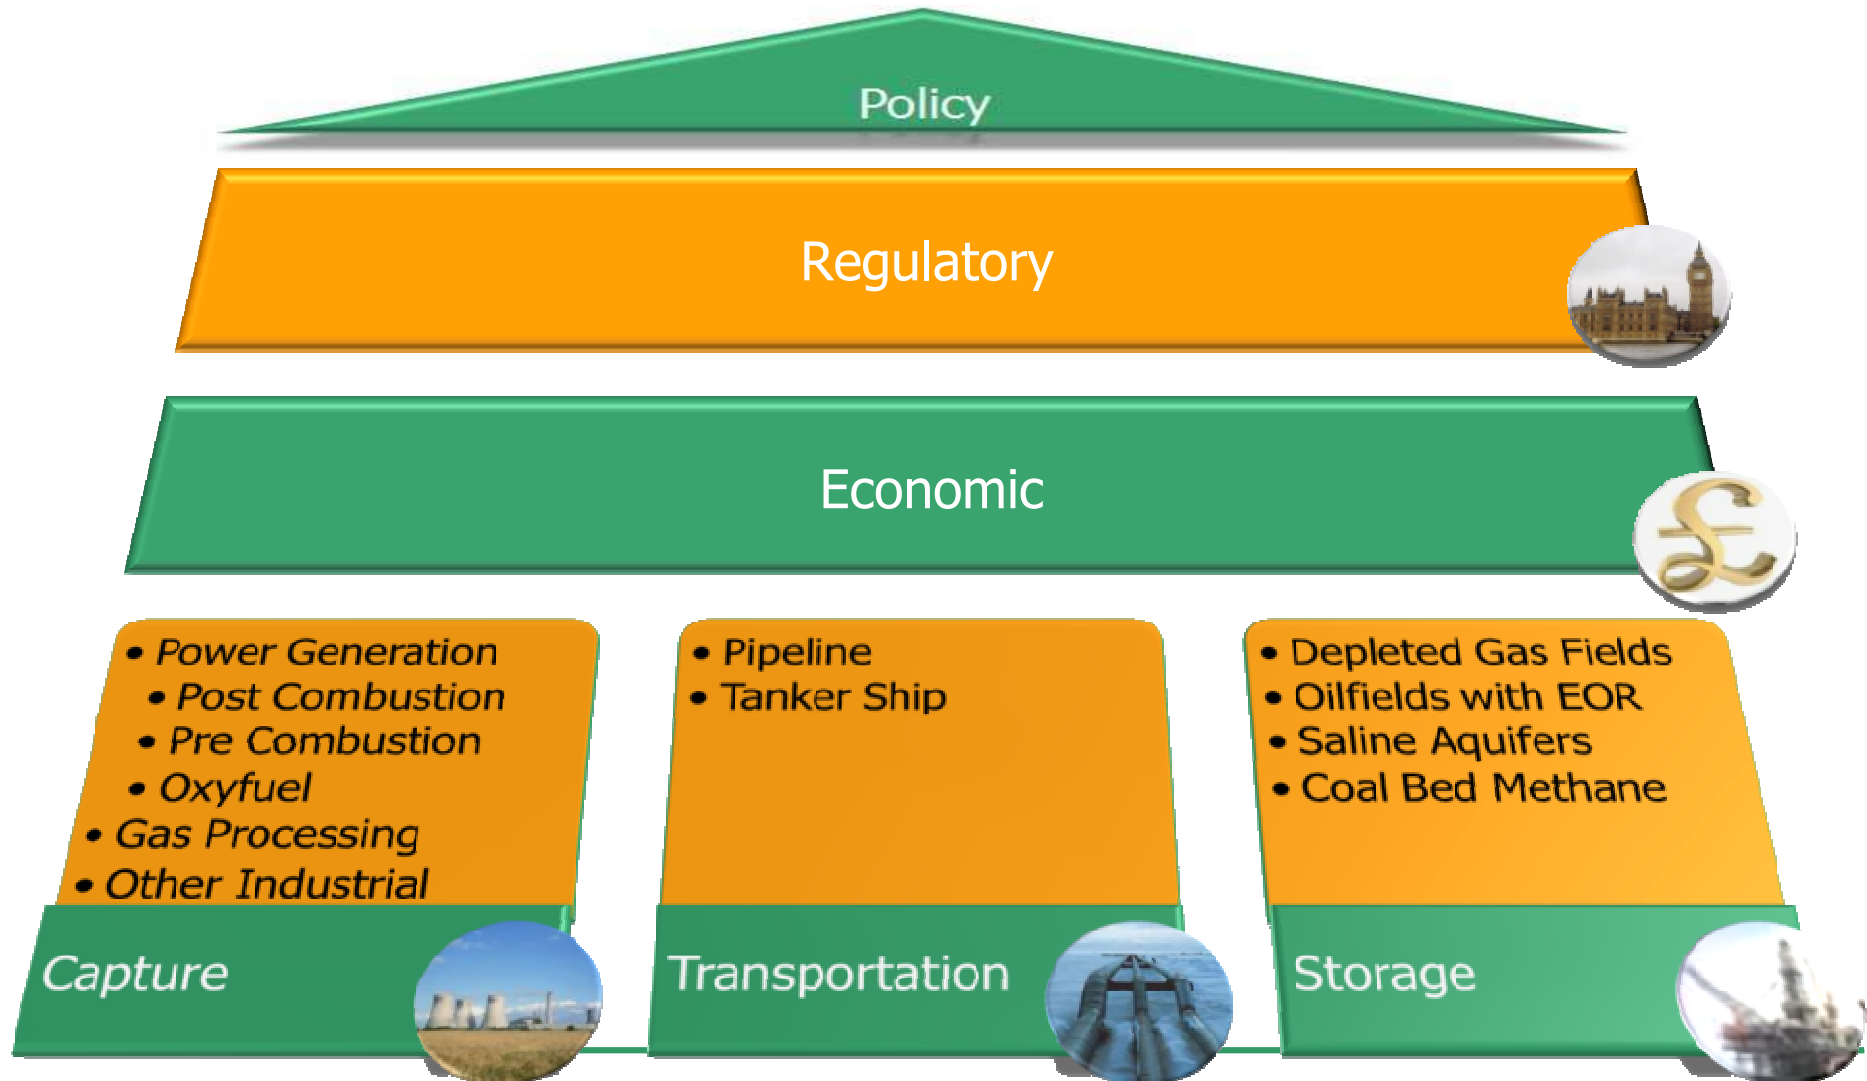 Policy
Regulatory
Economic
£
• Power Generation
• Post Combustion
• Pre Combustion
• Oxyfuel
• Gas Processing
• Other Industrial
Capture
• Pipeline
• Tanker Ship
Transportation
• Depleted Gas Fields
• Oilfields with EOR
• Saline Aquifers
• Coal Bed Methane
Storage